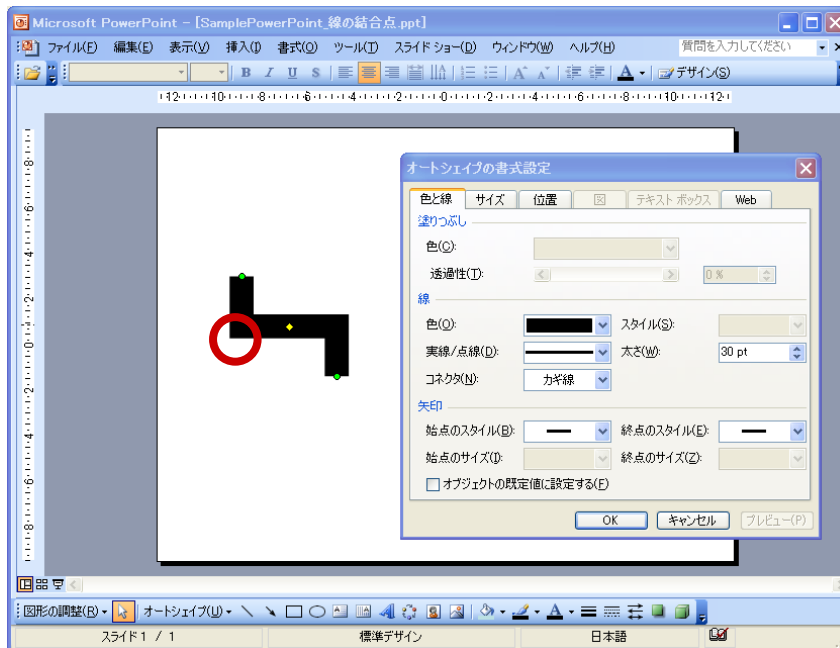 Microsoft PowerPoint - [SamplePowerPoint_線の結合点.ppt]
ファイル(F) 編集(E) 表示(V) 挿入(I) 書式(O) ツール(T) スライド ショー(D) ウィンドウ(W) ヘルプ(H) 質問を入力してください
B I U S A A A デザイン(S)
12 10 8 6 4 2 0 2 4 6 8 10 12
8 6 4 2 0 2 4 6 8
オートシェイプの書式設定
色と線 サイズ 位置 図 テキスト ボックス Web
塗りつぶし
色(C):
透過性(T): 0 %
線
色(O): スタイル(S):
実線/点線(D): 太さ(W): 30 pt
コネクタ(N): カギ線
矢印
始点のスタイル(B): 終点のスタイル(E):
始点のサイズ(I): 終点のサイズ(Z):
オブジェクトの既定値に設定する(F)
OK キャンセル プレビュー(P)
図形の調整(R) オートシェイプ(U) A A
スライド 1 / 1 標準デザイン 日本語